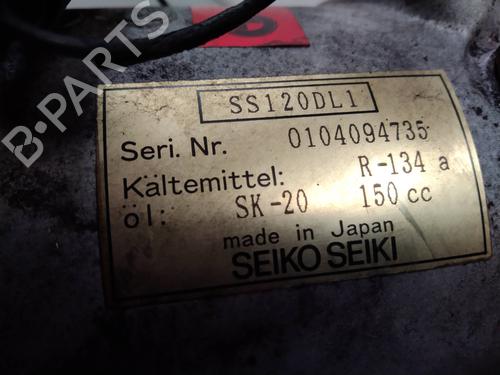 SS120DL1
Seri. Nr. 0104094735
Kältemittel: R-134 a
öl: SK-20 150 cc
made in Japan
SEIKO SEIKI
B-PARTS